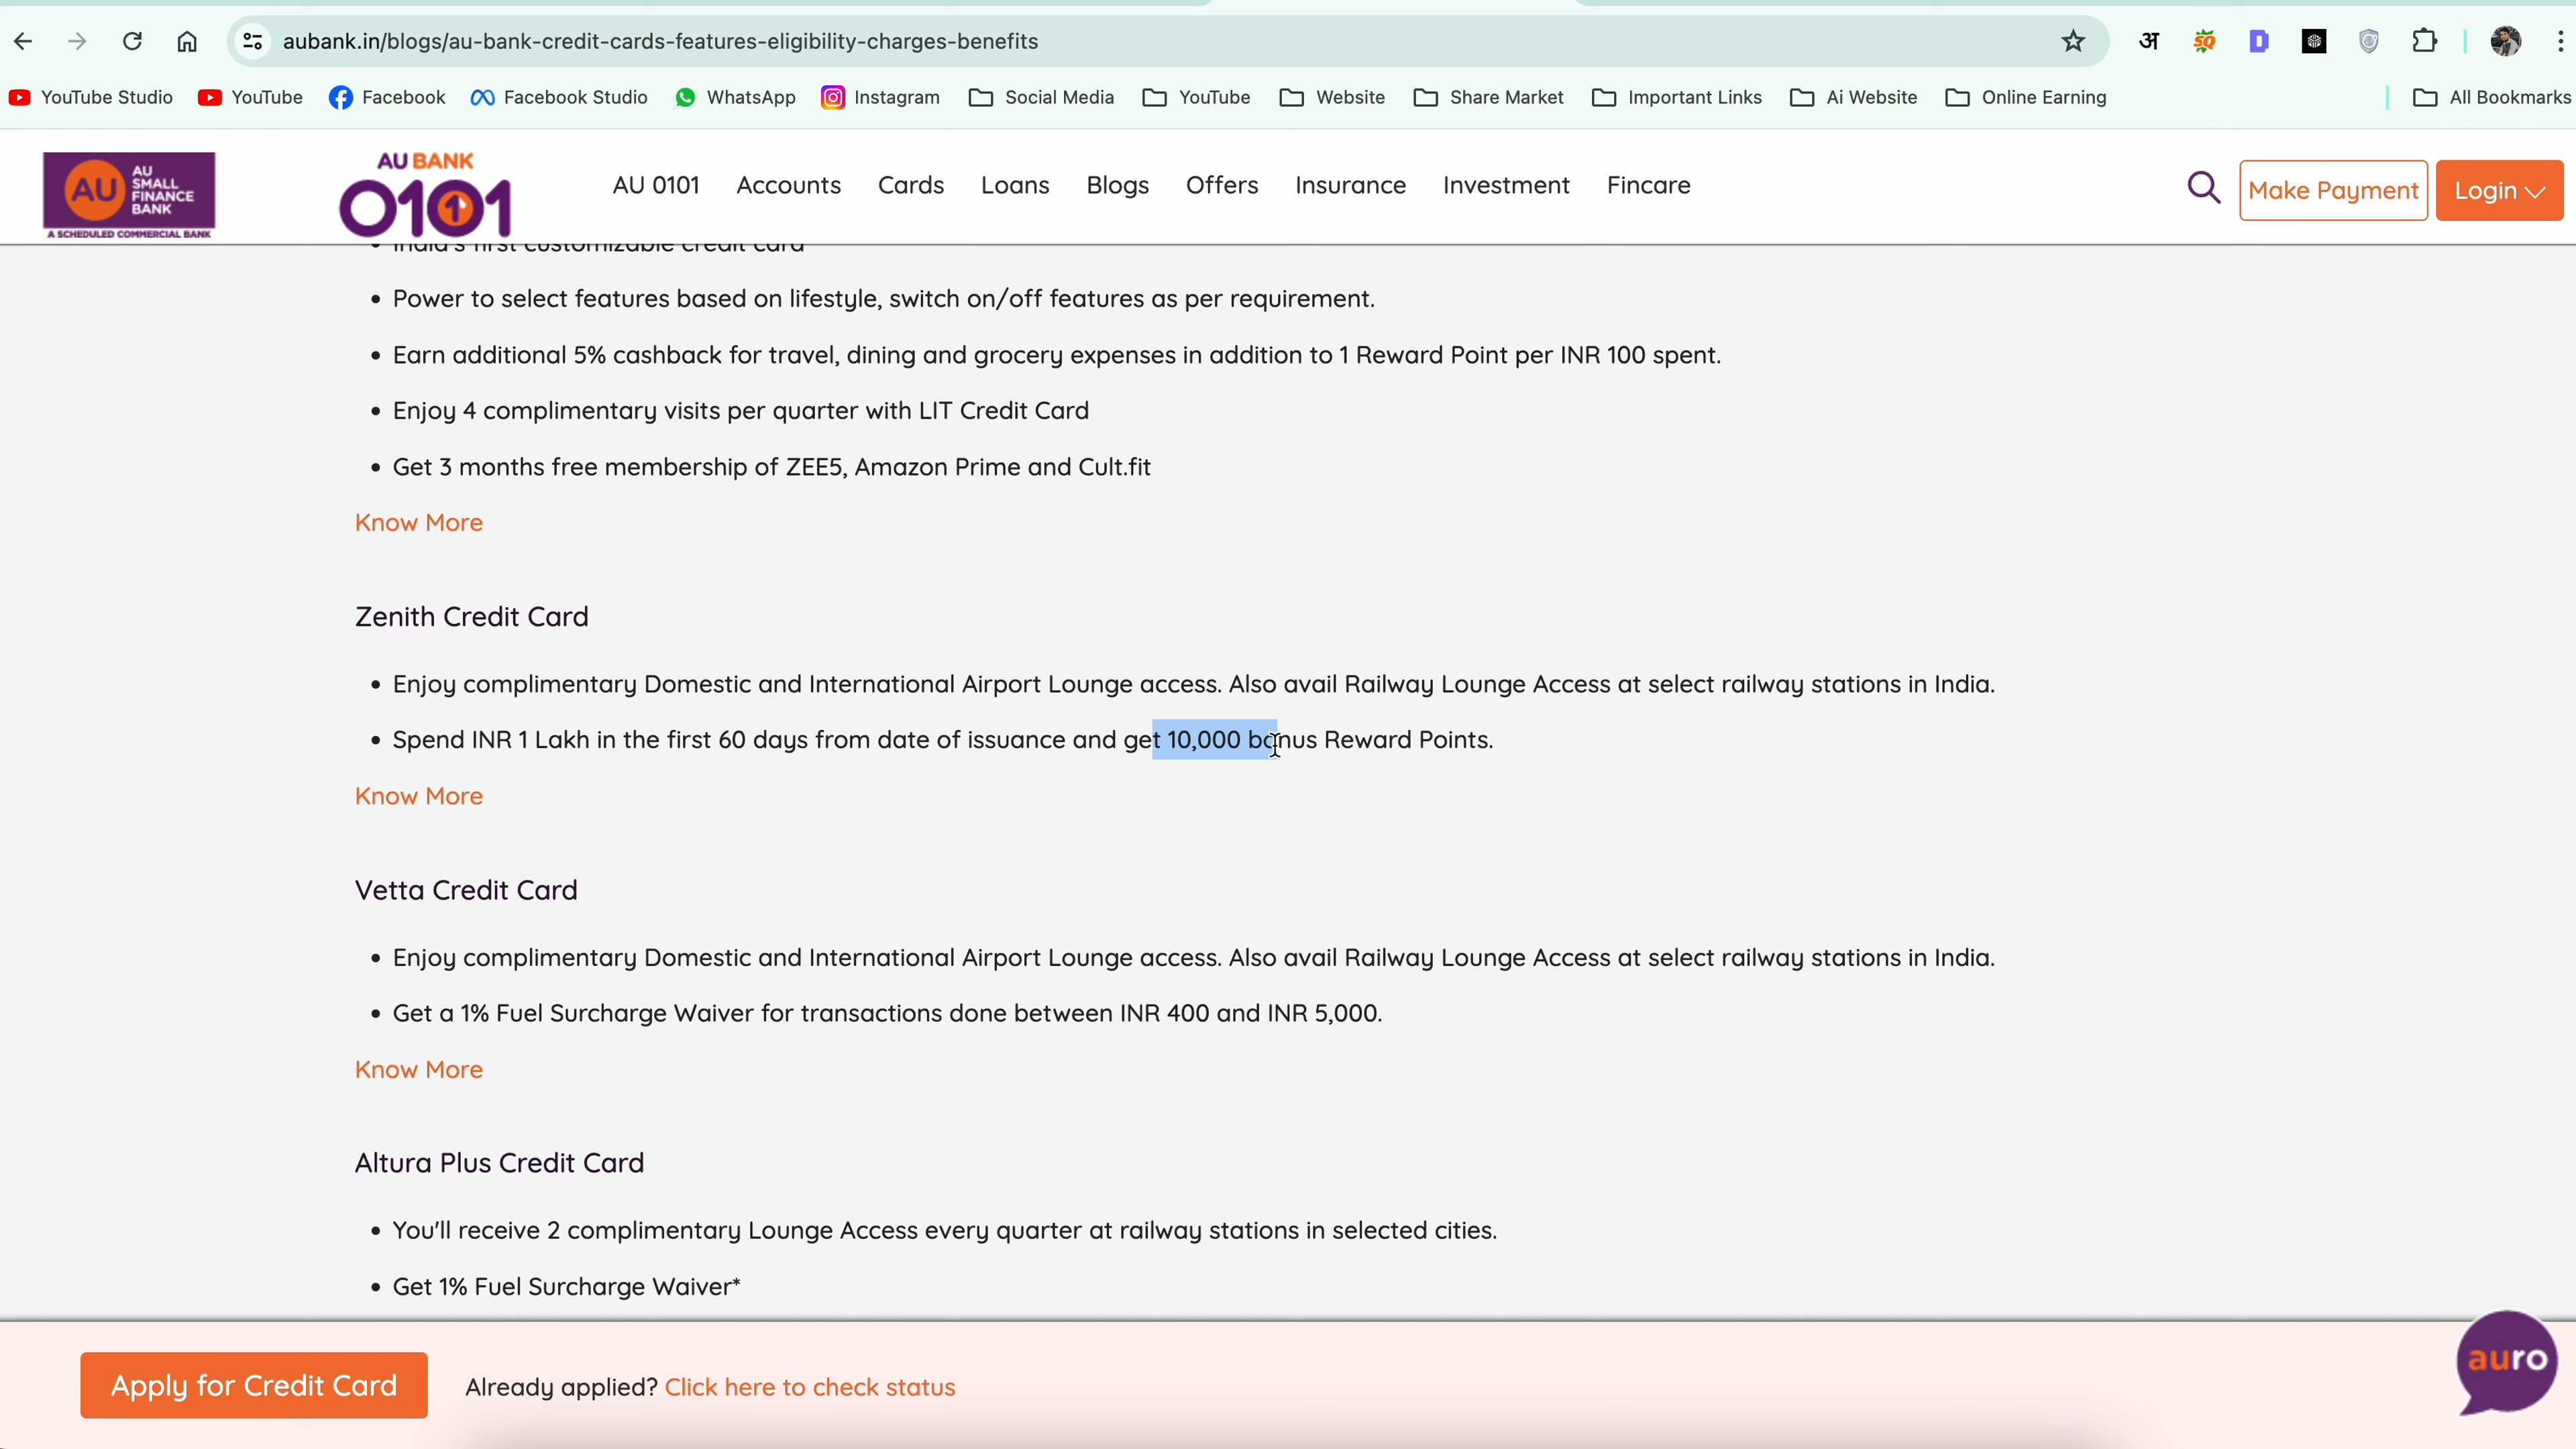 aubank.in/blogs/au-bank-credit-cards-features-eligibility-charges-benefits
अ SQ D
YouTube Studio YouTube Facebook Facebook Studio WhatsApp Instagram Social Media YouTube Website Share Market Important Links Ai Website Online Earning All Bookmarks
AU AU SMALL FINANCE BANK
A SCHEDULED COMMERCIAL BANK
AU BANK
0101
AU 0101 Accounts Cards Loans Blogs Offers Insurance Investment Fincare
Make Payment Login
India's first customizable credit card
• Power to select features based on lifestyle, switch on/off features as per requirement.
• Earn additional 5% cashback for travel, dining and grocery expenses in addition to 1 Reward Point per INR 100 spent.
• Enjoy 4 complimentary visits per quarter with LIT Credit Card
• Get 3 months free membership of ZEE5, Amazon Prime and Cult.fit
Know More
Zenith Credit Card
• Enjoy complimentary Domestic and International Airport Lounge access. Also avail Railway Lounge Access at select railway stations in India.
• Spend INR 1 Lakh in the first 60 days from date of issuance and get 10,000 bonus Reward Points.
Know More
Vetta Credit Card
• Enjoy complimentary Domestic and International Airport Lounge access. Also avail Railway Lounge Access at select railway stations in India.
• Get a 1% Fuel Surcharge Waiver for transactions done between INR 400 and INR 5,000.
Know More
Altura Plus Credit Card
• You'll receive 2 complimentary Lounge Access every quarter at railway stations in selected cities.
• Get 1% Fuel Surcharge Waiver*
Apply for Credit Card Already applied? Click here to check status
auro